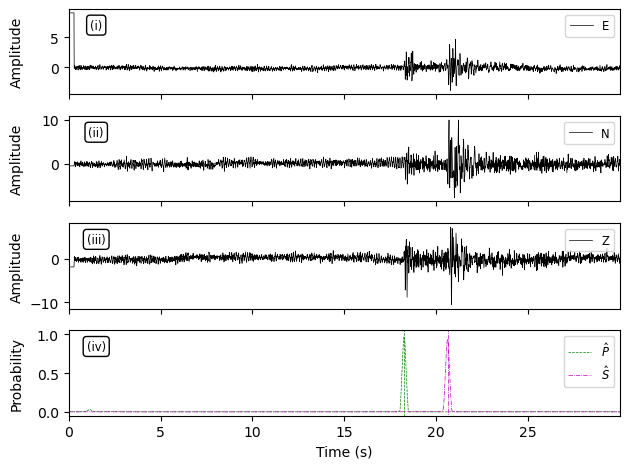 (i)
E
Amplitude
5
0
(ii)
N
Amplitude
10
0
(iii)
Z
Amplitude
0
−10
(iv)
P̂
Ŝ
Probability
1.0
0.5
0.0
0 5 10 15 20 25
Time (s)